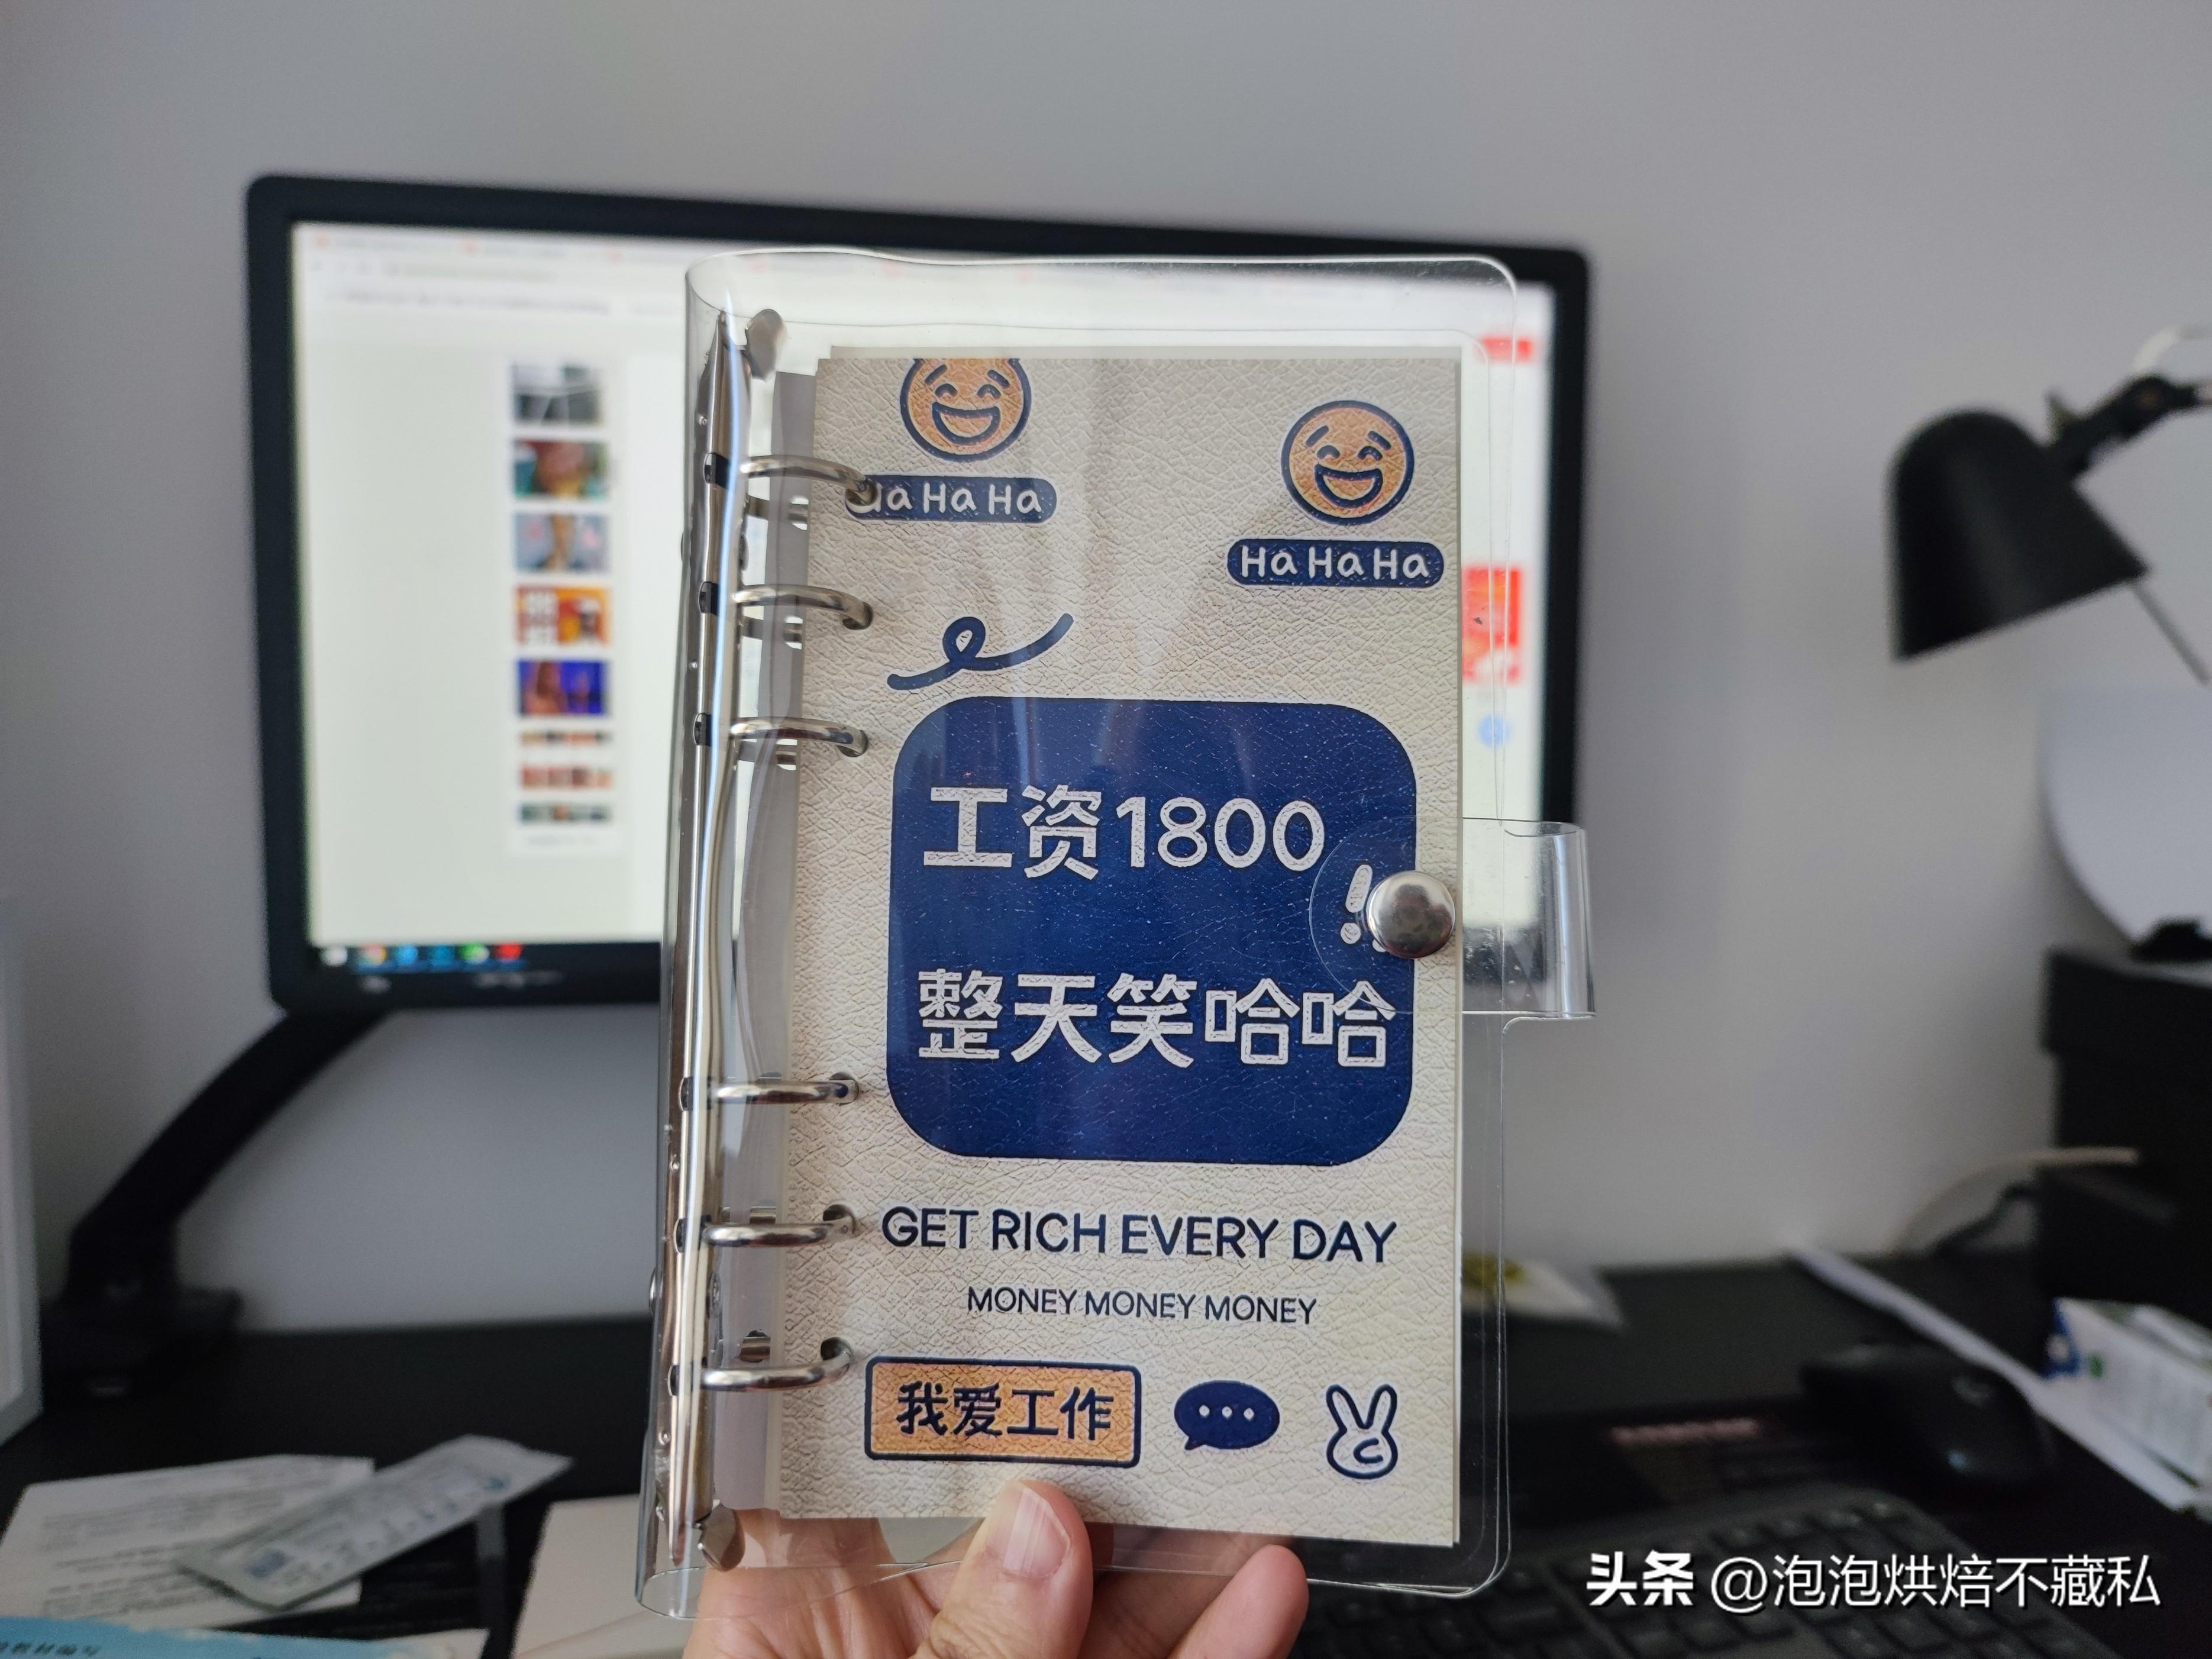 Ha Ha Ha
Ha Ha Ha
工资1800
!
整天笑哈哈
GET RICH EVERY DAY
MONEY MONEY MONEY
我爱工作
头条 @泡泡烘焙不藏私